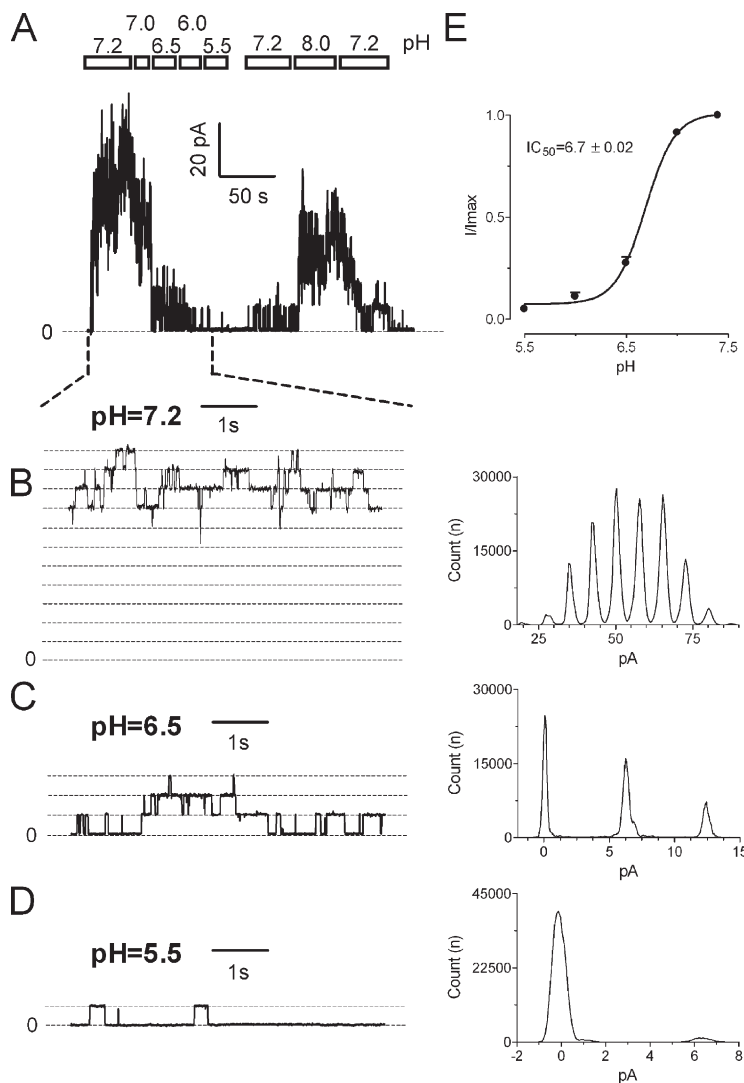 A
7.0 6.0
7.2 6.5 5.5 7.2 8.0 7.2 pH
20 pA
50 s
0
E
1.0
IC50=6.7 ± 0.02
0.5
0.0
I/Imax
5.5 6.5 7.5
pH
pH=7.2
1s
B
0
30000
15000
0
Count (n)
25 50 75
pA
C
pH=6.5
1s
0
30000
15000
0
Count (n)
0 5 10 15
pA
D
pH=5.5
1s
0
45000
22500
0
Count (n)
-2 0 2 4 6 8
pA